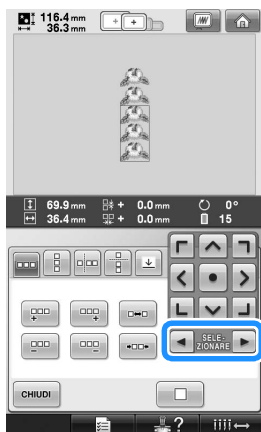 116.4 mm
36.3 mm
69.9 mm + 0.0 mm 0°
36.4 mm + 0.0 mm 15
SELE-
ZIONARE
CHIUDI
?